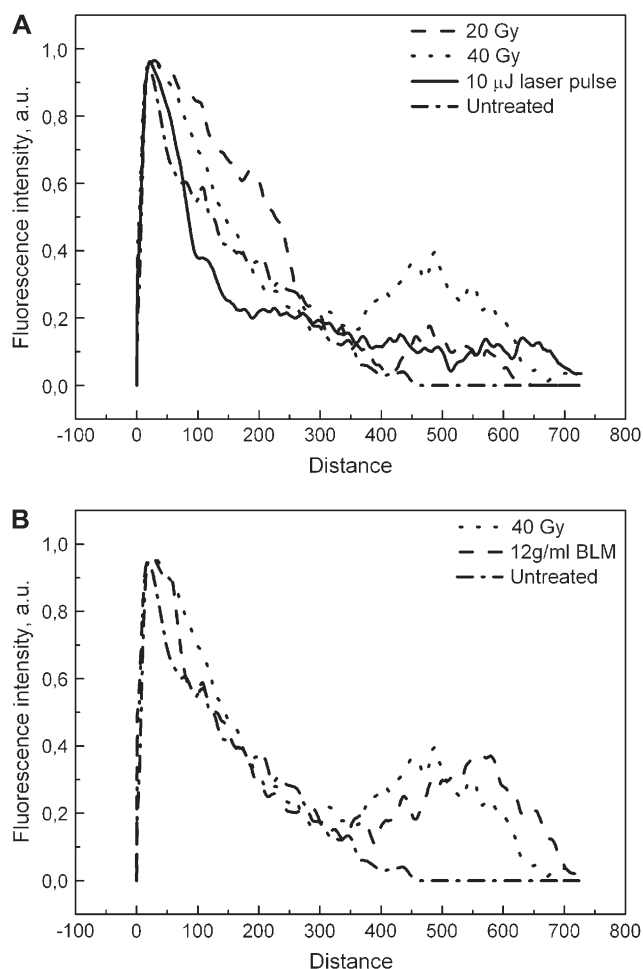 A
20 Gy
40 Gy
10 μJ laser pulse
Untreated
Fluorescence intensity, a.u.
1,0
0,8
0,6
0,4
0,2
0,0
-100 0 100 200 300 400 500 600 700 800
Distance
B
40 Gy
12g/ml BLM
Untreated
Fluorescence intensity, a.u.
1,0
0,8
0,6
0,4
0,2
0,0
-100 0 100 200 300 400 500 600 700 800
Distance